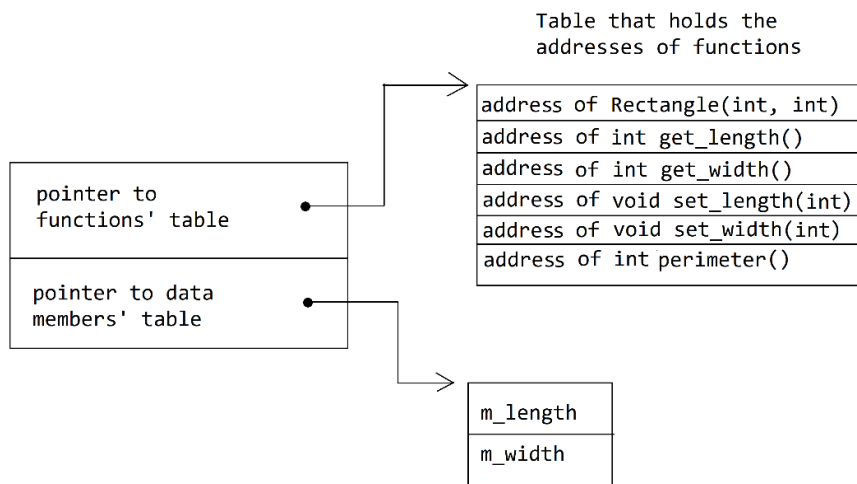 Table that holds the
addresses of functions
address of Rectangle(int, int)
address of int get_length()
address of int get_width()
address of void set_length(int)
address of void set_width(int)
address of int perimeter()
pointer to
functions' table
pointer to data
members' table
m_length
m_width